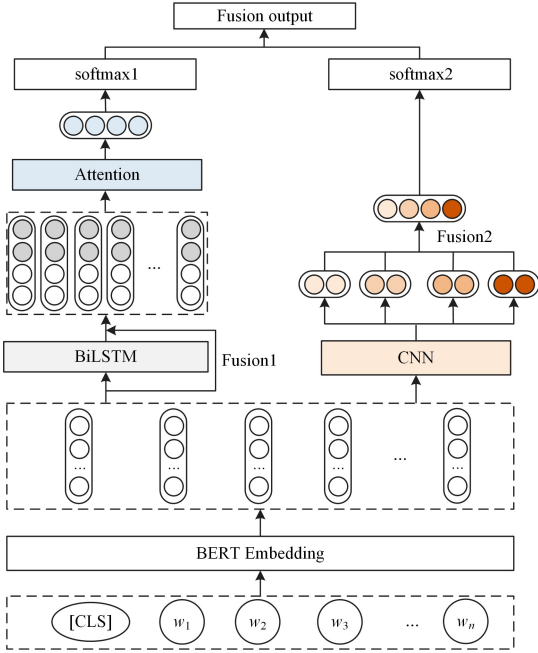 Fusion output
softmax1
softmax2
Attention
Fusion2
...
BiLSTM
Fusion1
CNN
... ... ... ... ... ...
BERT Embedding
[CLS] w1 w2 w3 ... wn